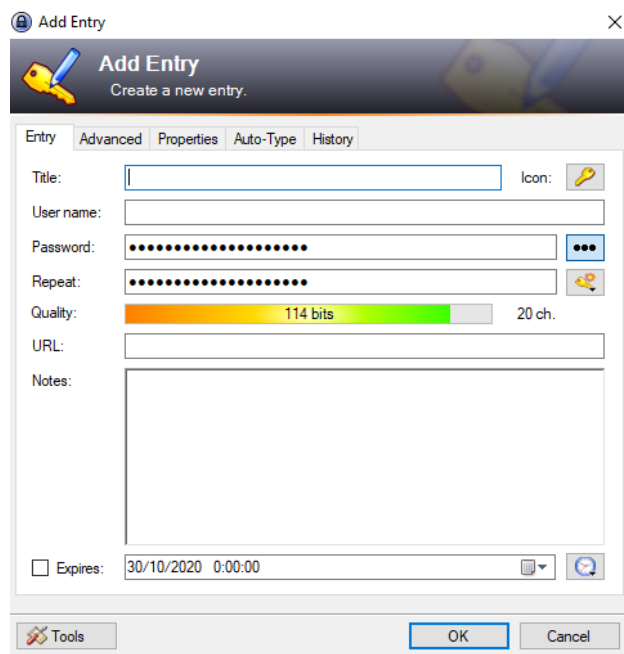 Add Entry
Add Entry
Create a new entry.
Entry Advanced Properties Auto-Type History
Title: Icon:
User name:
Password: ●●●●●●●●●●●●●●●●●●●● ●●●
Repeat: ●●●●●●●●●●●●●●●●●●●●
Quality: 114 bits 20 ch.
URL:
Notes:
Expires: 30/10/2020 0:00:00
Tools OK Cancel